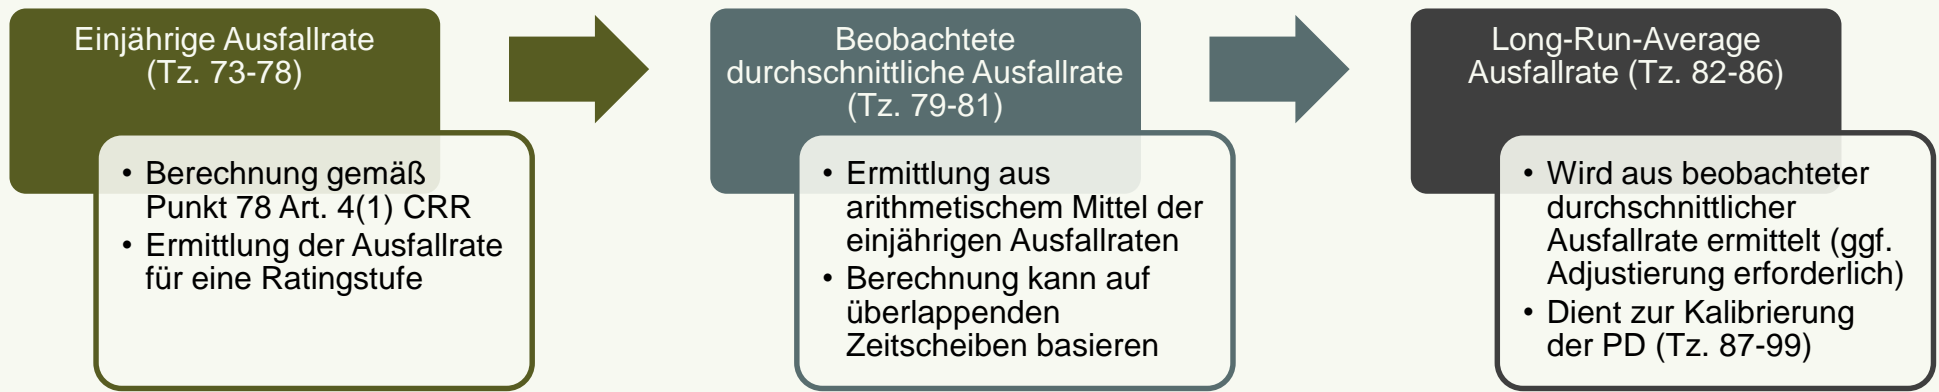 Einjährige Ausfallrate
(Tz. 73-78)
• Berechnung gemäß
Punkt 78 Art. 4(1) CRR
• Ermittlung der Ausfallrate
für eine Ratingstufe
Beobachtete
durchschnittliche Ausfallrate
(Tz. 79-81)
• Ermittlung aus
arithmetischem Mittel der
einjährigen Ausfallraten
• Berechnung kann auf
überlappenden
Zeitscheiben basieren
Long-Run-Average
Ausfallrate (Tz. 82-86)
• Wird aus beobachteter
durchschnittlicher
Ausfallrate ermittelt (ggf.
Adjustierung erforderlich)
• Dient zur Kalibrierung
der PD (Tz. 87-99)